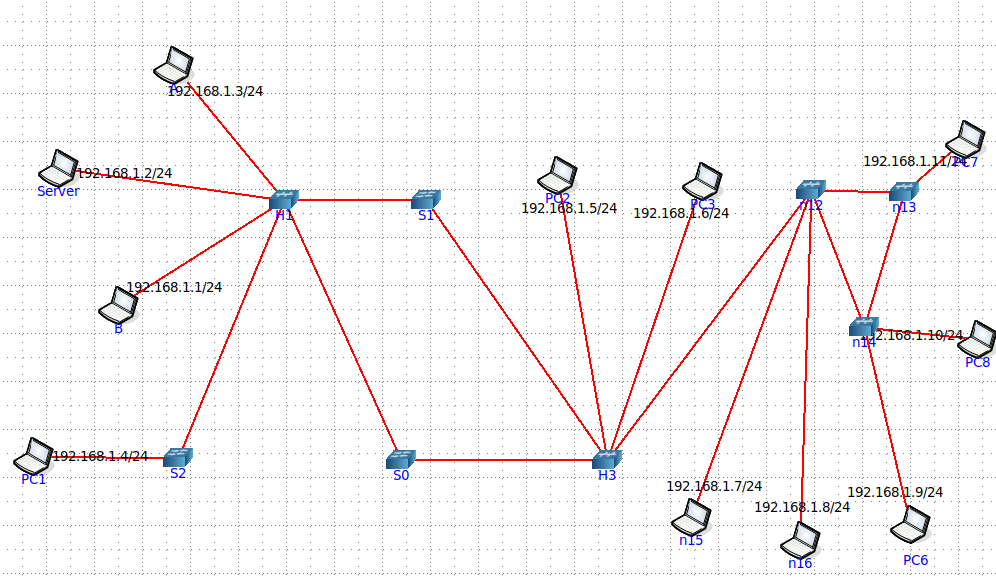 A
192.168.1.3/24
192.168.1.2/24
Server
H1
S1
192.168.1.1/24
B
PC2
192.168.1.5/24
PC3
192.168.1.6/24
n12
192.168.1.11/24
PC7
n13
n14
192.168.1.10/24
PC8
192.168.1.4/24
PC1
S2
S0
H3
192.168.1.7/24
n15
192.168.1.8/24
n16
192.168.1.9/24
PC6